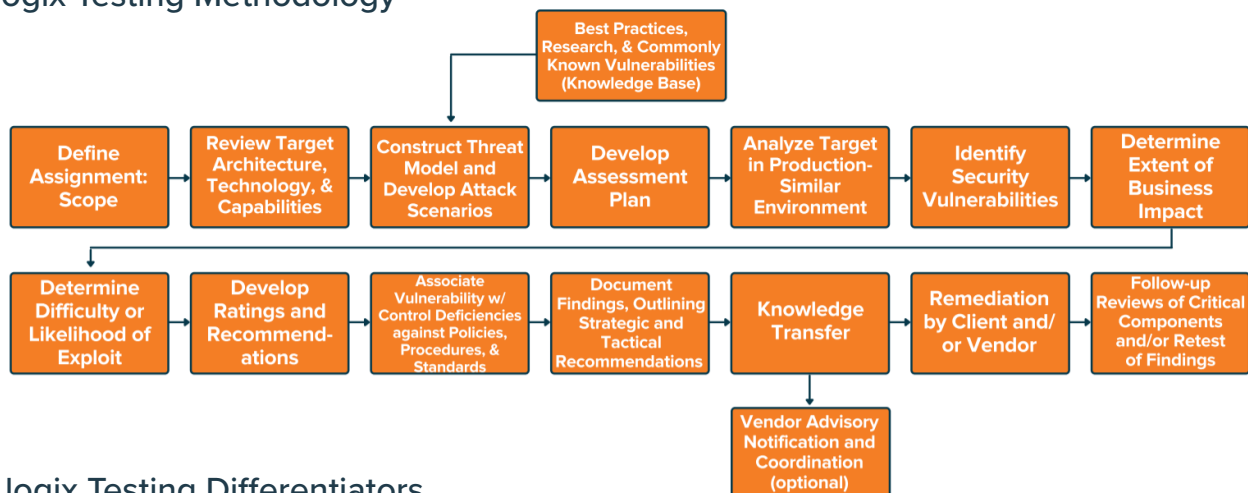 ogix Testing Methodology
Best Practices,
Research, & Commonly
Known Vulnerabilities
(Knowledge Base)
Define
Assignment:
Scope
Review Target
Architecture,
Technology, &
Capabilities
Construct Threat
Model and
Develop Attack
Scenarios
Develop
Assessment
Plan
Analyze Target
in Production-
Similar
Environment
Identify
Security
Vulnerabilities
Determine
Extent of
Business
Impact
Determine
Difficulty or
Likelihood of
Exploit
Develop
Ratings and
Recommend-
ations
Associate
Vulnerability w/
Control Deficiencies
against Policies,
Procedures, &
Standards
Document
Findings, Outlining
Strategic and
Tactical
Recommendations
Knowledge
Transfer
Remediation
by Client and/
or Vendor
Follow-up
Reviews of Critical
Components
and/or Retest
of Findings
Vendor Advisory
Notification and
Coordination
(optional)
logix Testing Differentiators